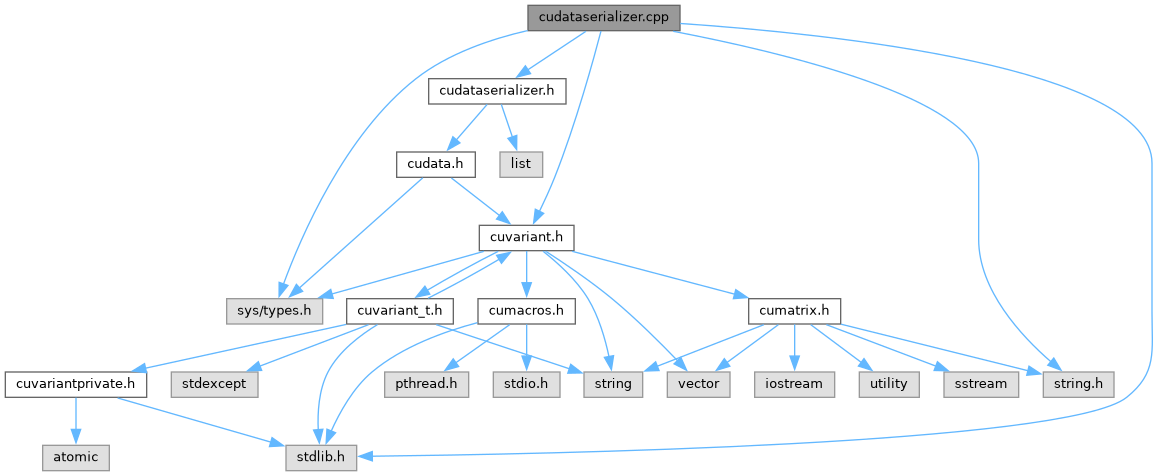 cudataserializer.cpp
cudataserializer.h
cudata.h
list
cuvariant.h
sys/types.h
cuvariant_t.h
cumacros.h
cumatrix.h
cuvariantprivate.h
stdexcept
pthread.h
stdio.h
string
vector
iostream
utility
sstream
string.h
atomic
stdlib.h